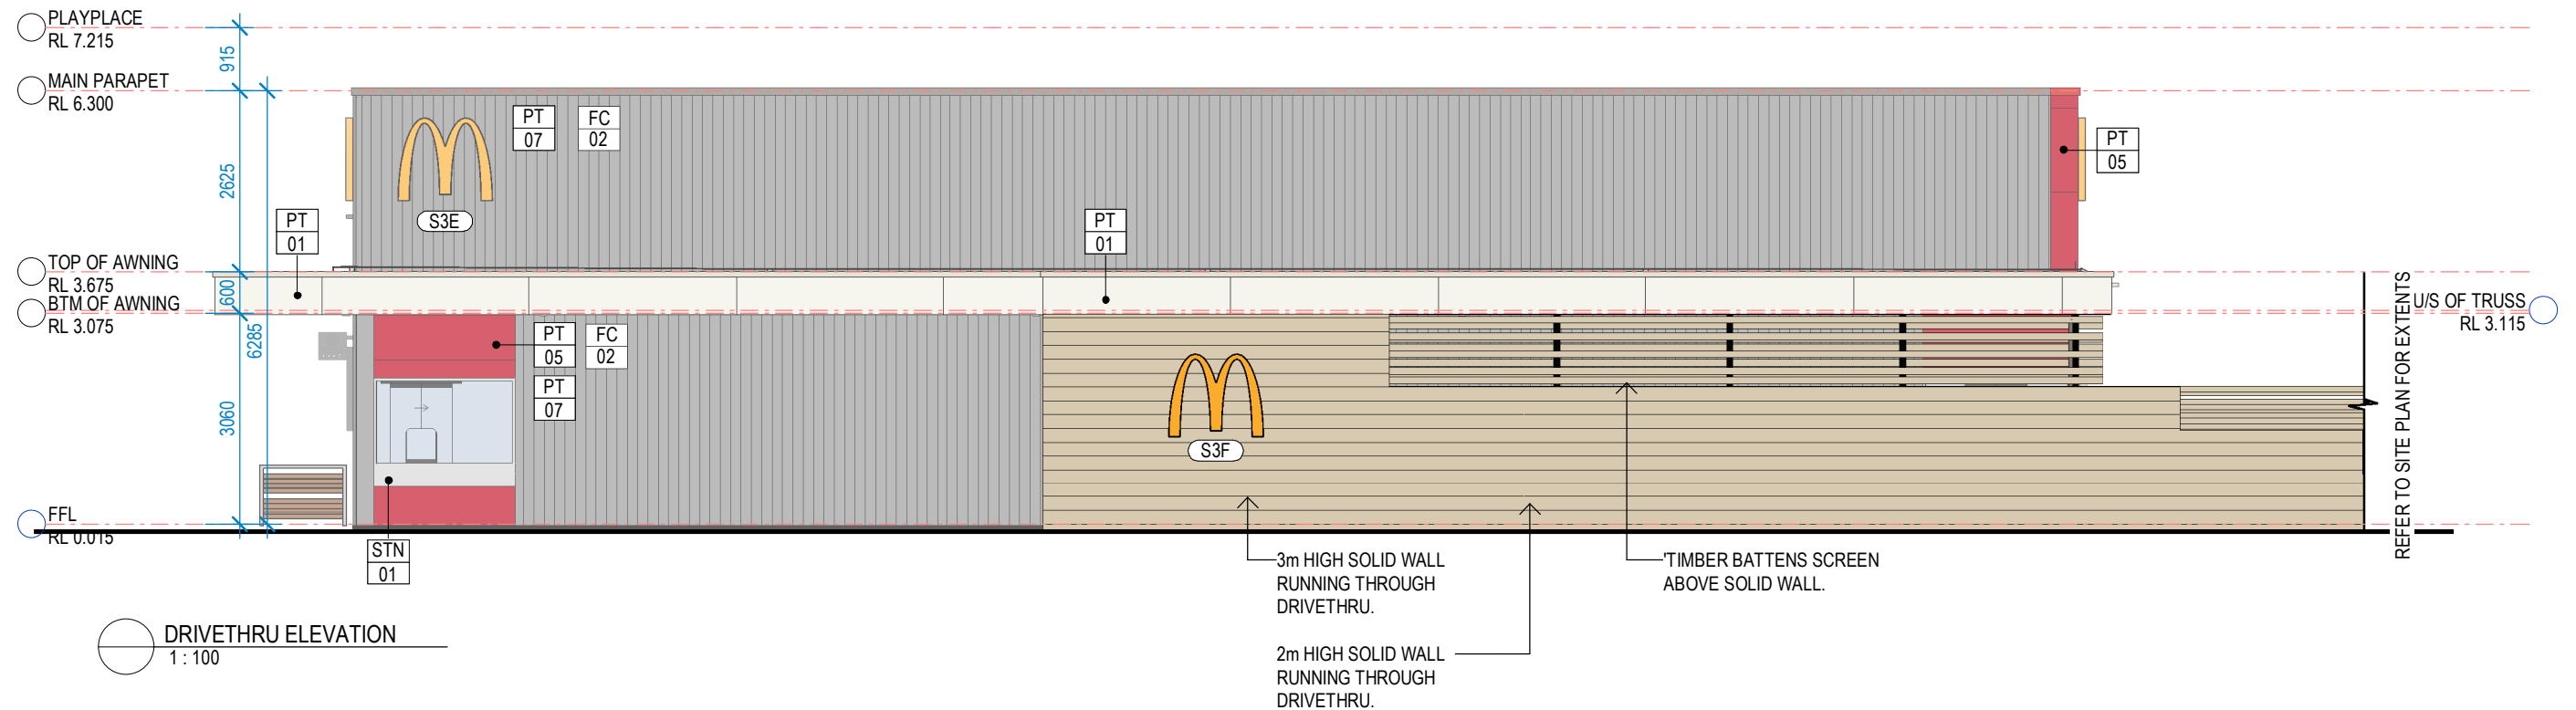 PLAYPLACE
RL 7.215
915
MAIN PARAPET
RL 6.300
PT
07
FC
02
PT
05
2625
S3E
PT
01
PT
01
TOP OF AWNING
RL 3.675
600
BTM OF AWNING
RL 3.075
U/S OF TRUSS
RL 3.115
REFER TO SITE PLAN FOR EXTENTS
6285
PT
05
FC
02
PT
07
3060
S3F
FFL
RL 0.015
STN
01
3m HIGH SOLID WALL
RUNNING THROUGH
DRIVETHRU.
'TIMBER BATTENS SCREEN
ABOVE SOLID WALL.
2m HIGH SOLID WALL
RUNNING THROUGH
DRIVETHRU.
DRIVETHRU ELEVATION
1 : 100